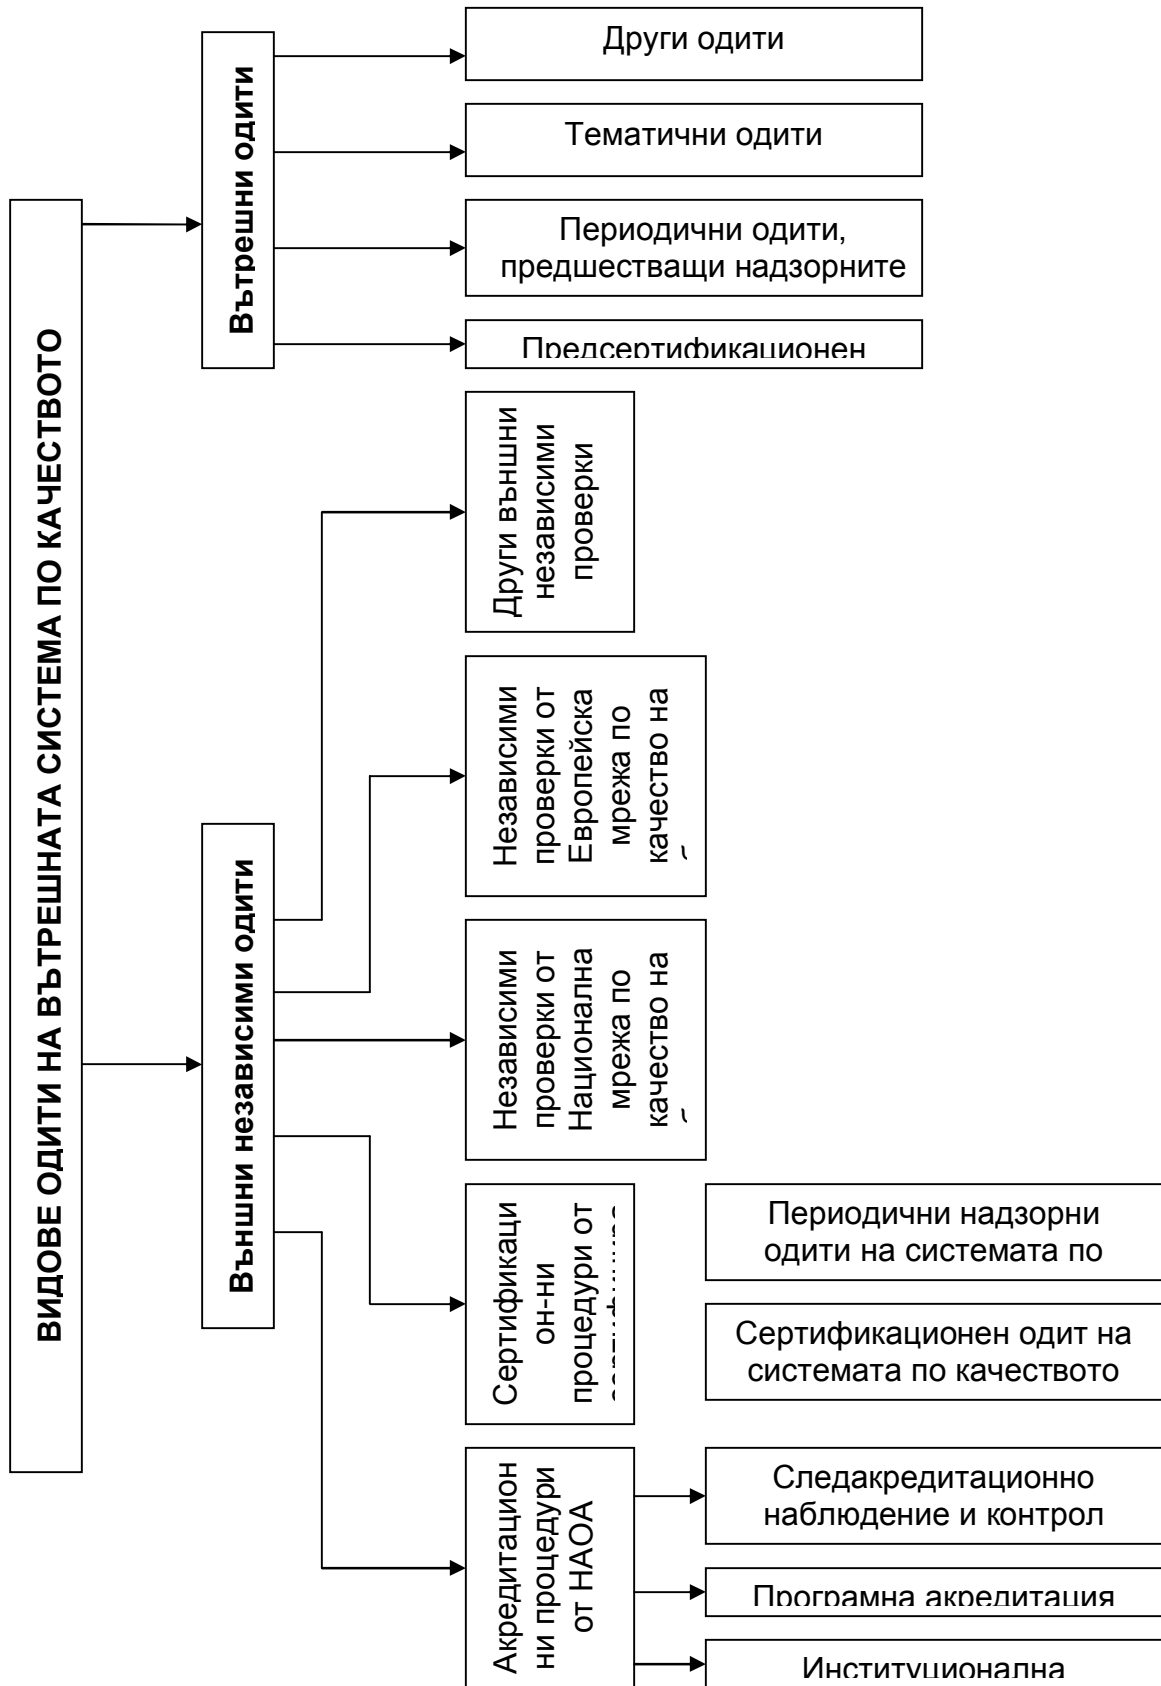 ВИДОВЕ ОДИТИ НА ВЪТРЕШНАТА СИСТЕМА ПО КАЧЕСТВОТО
Вътрешни одити
Други одити
Тематични одити
Периодични одити,
предшестващи надзорните
Предсертификационен
Външни независими одити
Други външни
независими
проверки
Независими
проверки от
Европейска
мрежа по
качество на
Независими
проверки от
Национална
мрежа по
качество на
Сертификаци
он-ни
процедури от
Периодични надзорни
одити на системата по
Сертификационен одит на
системата по качеството
Акредитацион
ни процедури
от НАОА
Следакредитационно
наблюдение и контрол
Програмна акредитация
Институционална